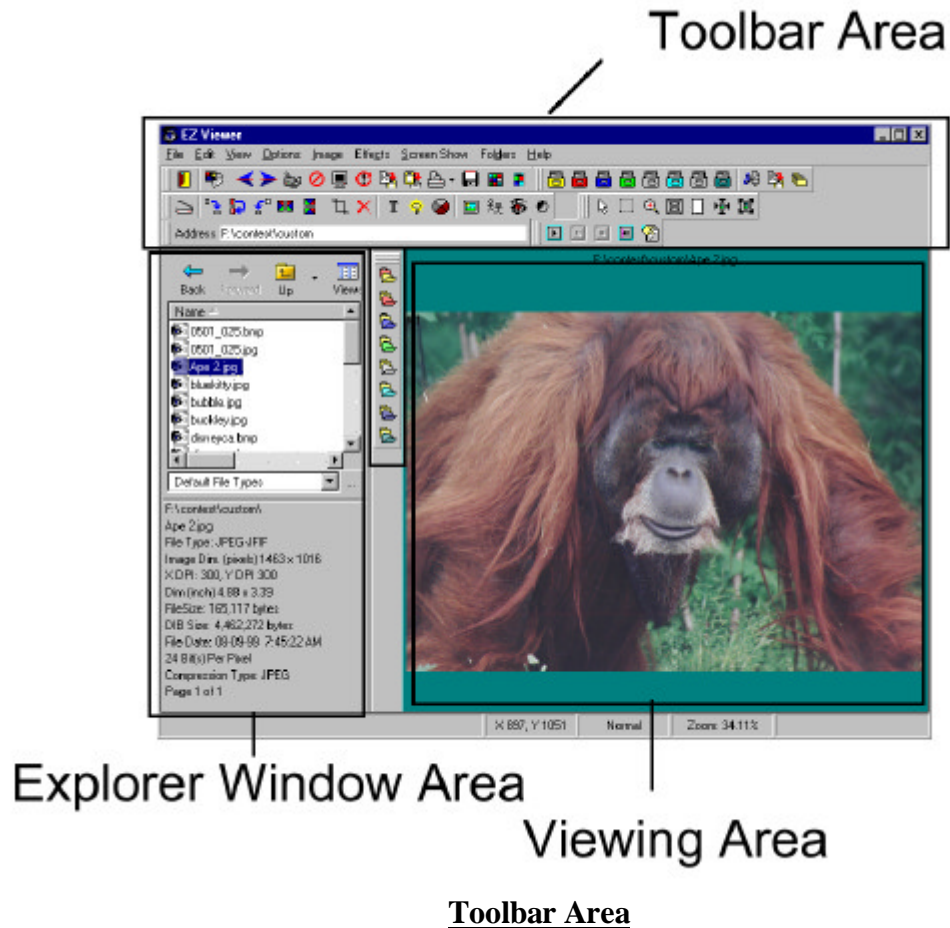 Toolbar Area
EZ Viewer
File Edit View Options Image Effects Screen Show Folders Help
Address F:\contest\custom
F:\contest\custom\Ape 2.jpg
Back Forward Up Views
Name
0501_025.bmp
0501_025.jpg
Ape 2.jpg
bluekitty.jpg
bubble.jpg
buckley.jpg
disneyca.bmp
Default File Types ...
F:\contest\custom\
Ape 2.jpg
File Type: JPEG-JFIF
Image Dim. (pixels) 1463 x 1016
X DPI: 300, Y DPI 300
Dim (inch) 4.88 x 3.39
FileSize: 165,117 bytes
DIB Size: 4,462,272 bytes
File Date: 08-09-99 7:45:22 AM
24 Bit(s) Per Pixel
Compression Type: JPEG
Page 1 of 1
X 897, Y 1051 Normal Zoom: 34.11%
Explorer Window Area
Viewing Area
Toolbar Area